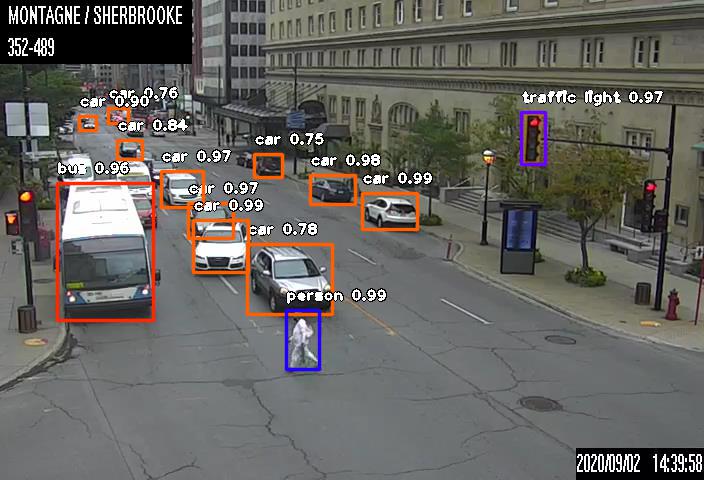 MONTAGNE / SHERBROOKE
352-489
car 0.76
car 0.90
car 0.84
traffic light 0.97
car 0.75
car 0.97
bus 0.96
car 0.98
car 0.99
car 0.97
car 0.99
car 0.78
person 0.99
2020/09/02 14:39:58